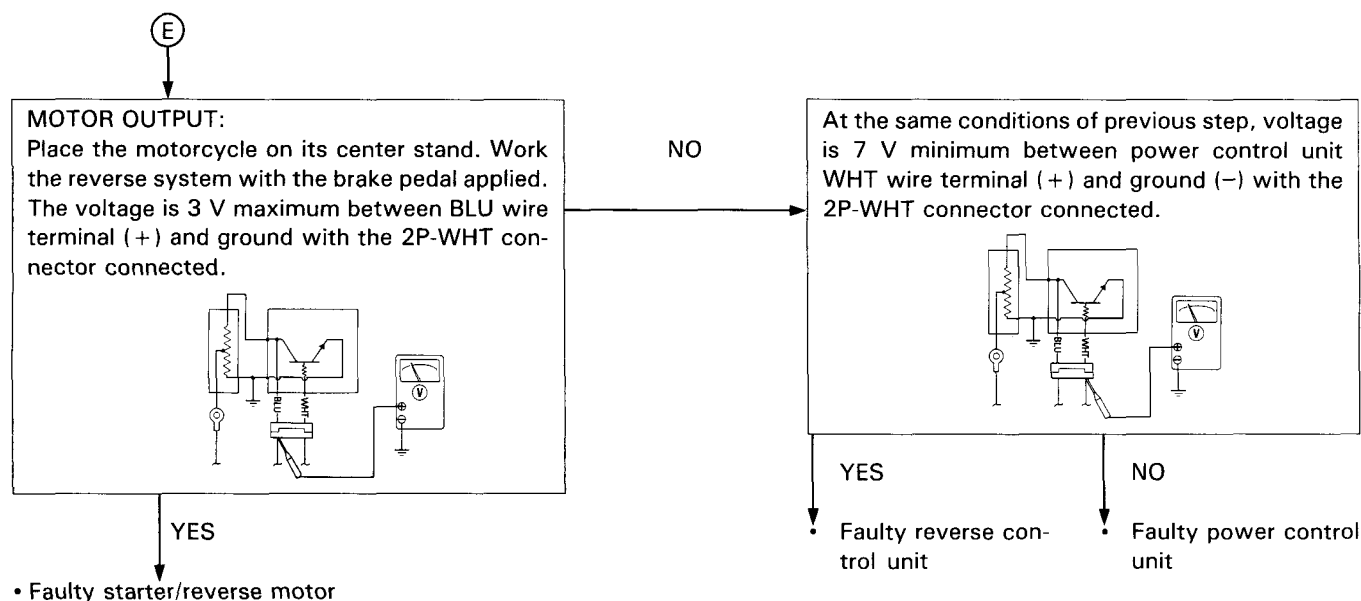 E
MOTOR OUTPUT:
Place the motorcycle on its center stand. Work
the reverse system with the brake pedal applied.
The voltage is 3 V maximum between BLU wire
terminal (+) and ground with the 2P-WHT con-
nector connected.
BLU
WHT
V
⊕
⊖
YES
• Faulty starter/reverse motor
NO
At the same conditions of previous step, voltage
is 7 V minimum between power control unit
WHT wire terminal (+) and ground (−) with the
2P-WHT connector connected.
BLU
WHT
V
⊕
⊖
YES
• Faulty reverse con-
trol unit
NO
• Faulty power control
unit